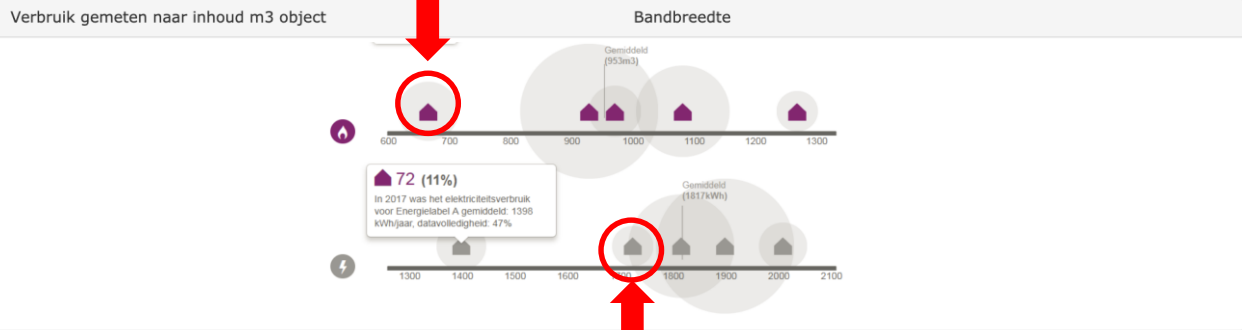 Verbruik gemeten naar inhoud m3 object
Bandbreedte
Gemiddeld
(953m3)
600 700 800 900 1000 1100 1200 1300
72 (11%)
In 2017 was het elektriciteitsverbruik
voor Energielabel A gemiddeld: 1398
kWh/jaar, datavolledigheid: 47%
Gemiddeld
(1817kWh)
1300 1400 1500 1600 1700 1800 1900 2000 2100